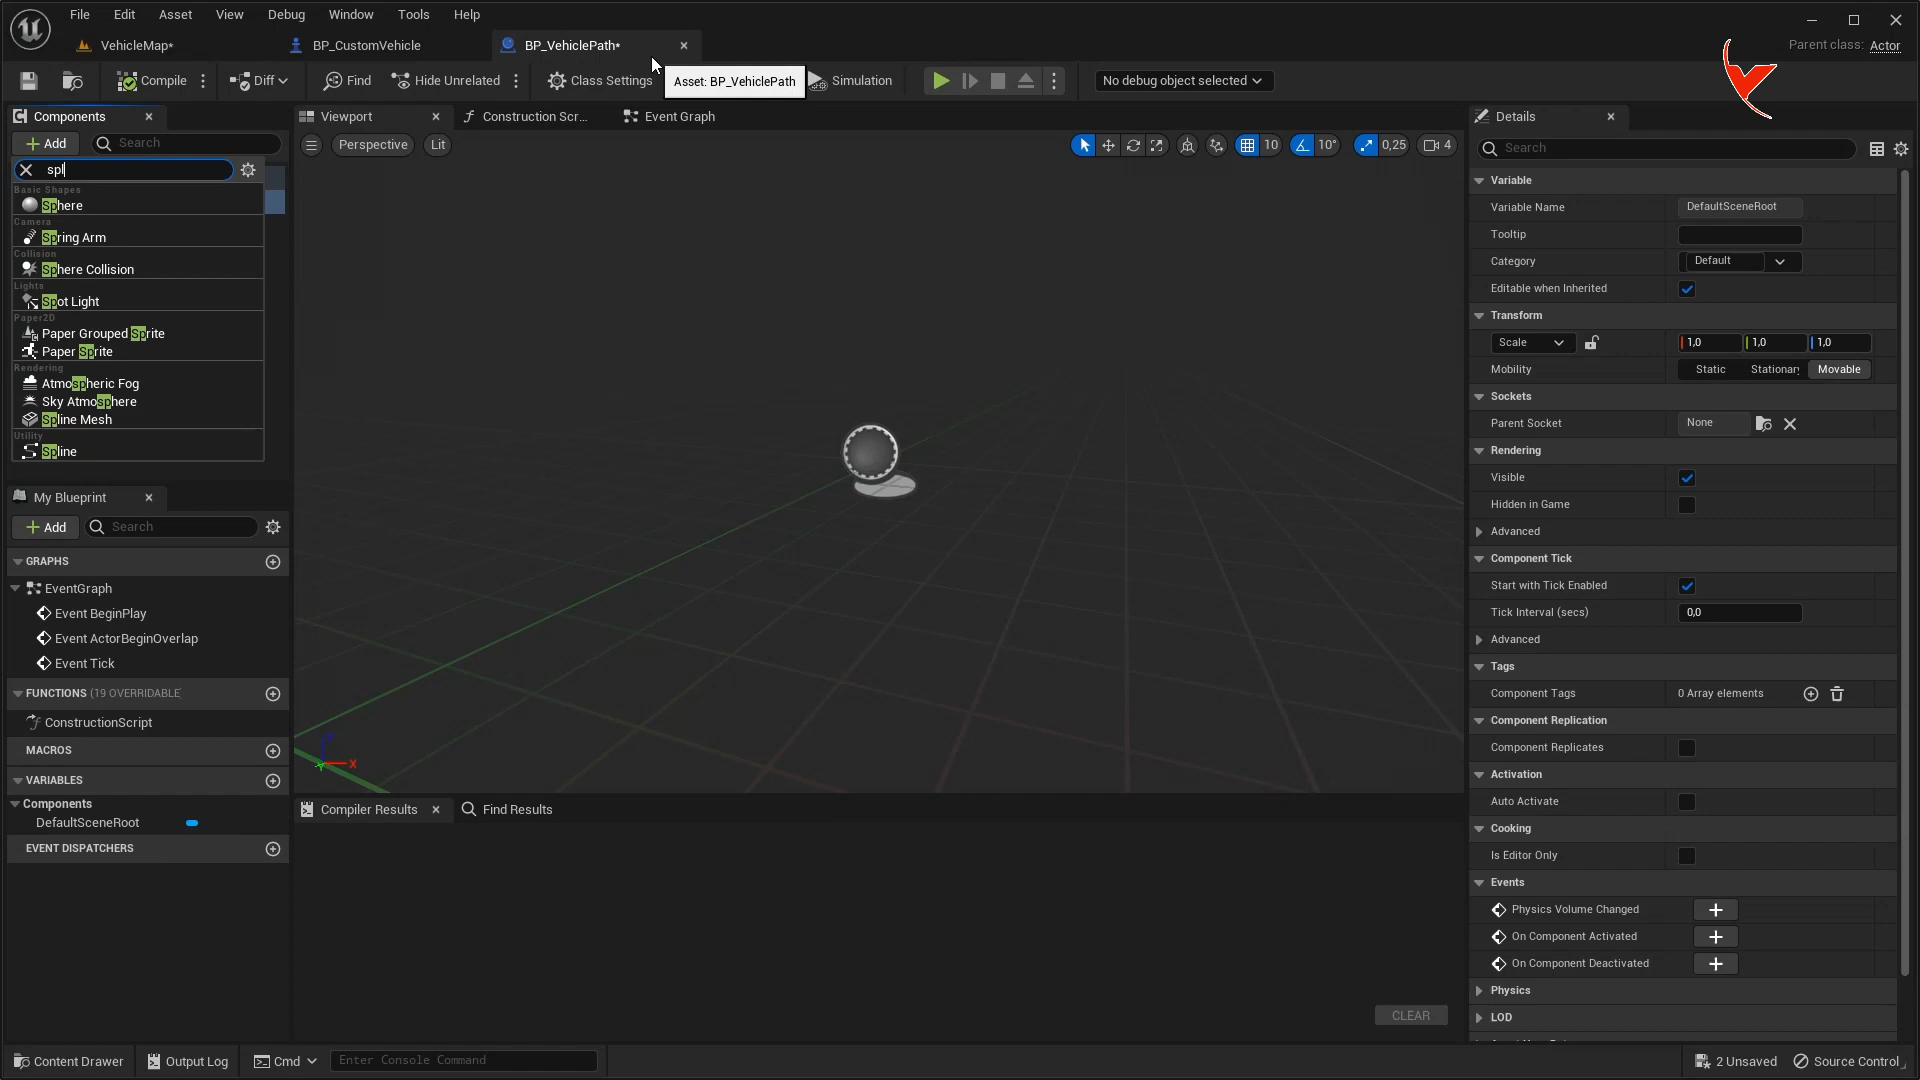 File Edit Asset View Debug Window Tools Help
VehicleMap* BP_CustomVehicle BP_VehiclePath* Parent class: Actor
Compile Diff Find Hide Unrelated Class Settings Asset: BP_VehiclePath Simulation No debug object selected
Components Viewport Construction Scr... Event Graph Details
Add Search Perspective Lit 10 10° 0,25 4 Search
spl
Basic Shapes
Sphere
Camera
Spring Arm
Collision
Sphere Collision
Lights
Spot Light
Paper2D
Paper Grouped Sprite
Paper Sprite
Rendering
Atmospheric Fog
Sky Atmosphere
Spline Mesh
Utility
Spline
My Blueprint
Add Search
GRAPHS
EventGraph
Event BeginPlay
Event ActorBeginOverlap
Event Tick
FUNCTIONS (19 OVERRIDABLE
ConstructionScript
MACROS
VARIABLES
Components
DefaultSceneRoot
EVENT DISPATCHERS
X
Compiler Results Find Results
CLEAR
Variable
Variable Name DefaultSceneRoot
Tooltip
Category Default
Editable when Inherited
Transform
Scale 1,0 1,0 1,0
Mobility Static Stationar Movable
Sockets
Parent Socket None
Rendering
Visible
Hidden in Game
Advanced
Component Tick
Start with Tick Enabled
Tick Interval (secs) 0,0
Advanced
Tags
Component Tags 0 Array elements
Component Replication
Component Replicates
Activation
Auto Activate
Cooking
Is Editor Only
Events
Physics Volume Changed
On Component Activated
On Component Deactivated
Physics
LOD
Content Drawer Output Log Cmd Enter Console Command 2 Unsaved Source Control